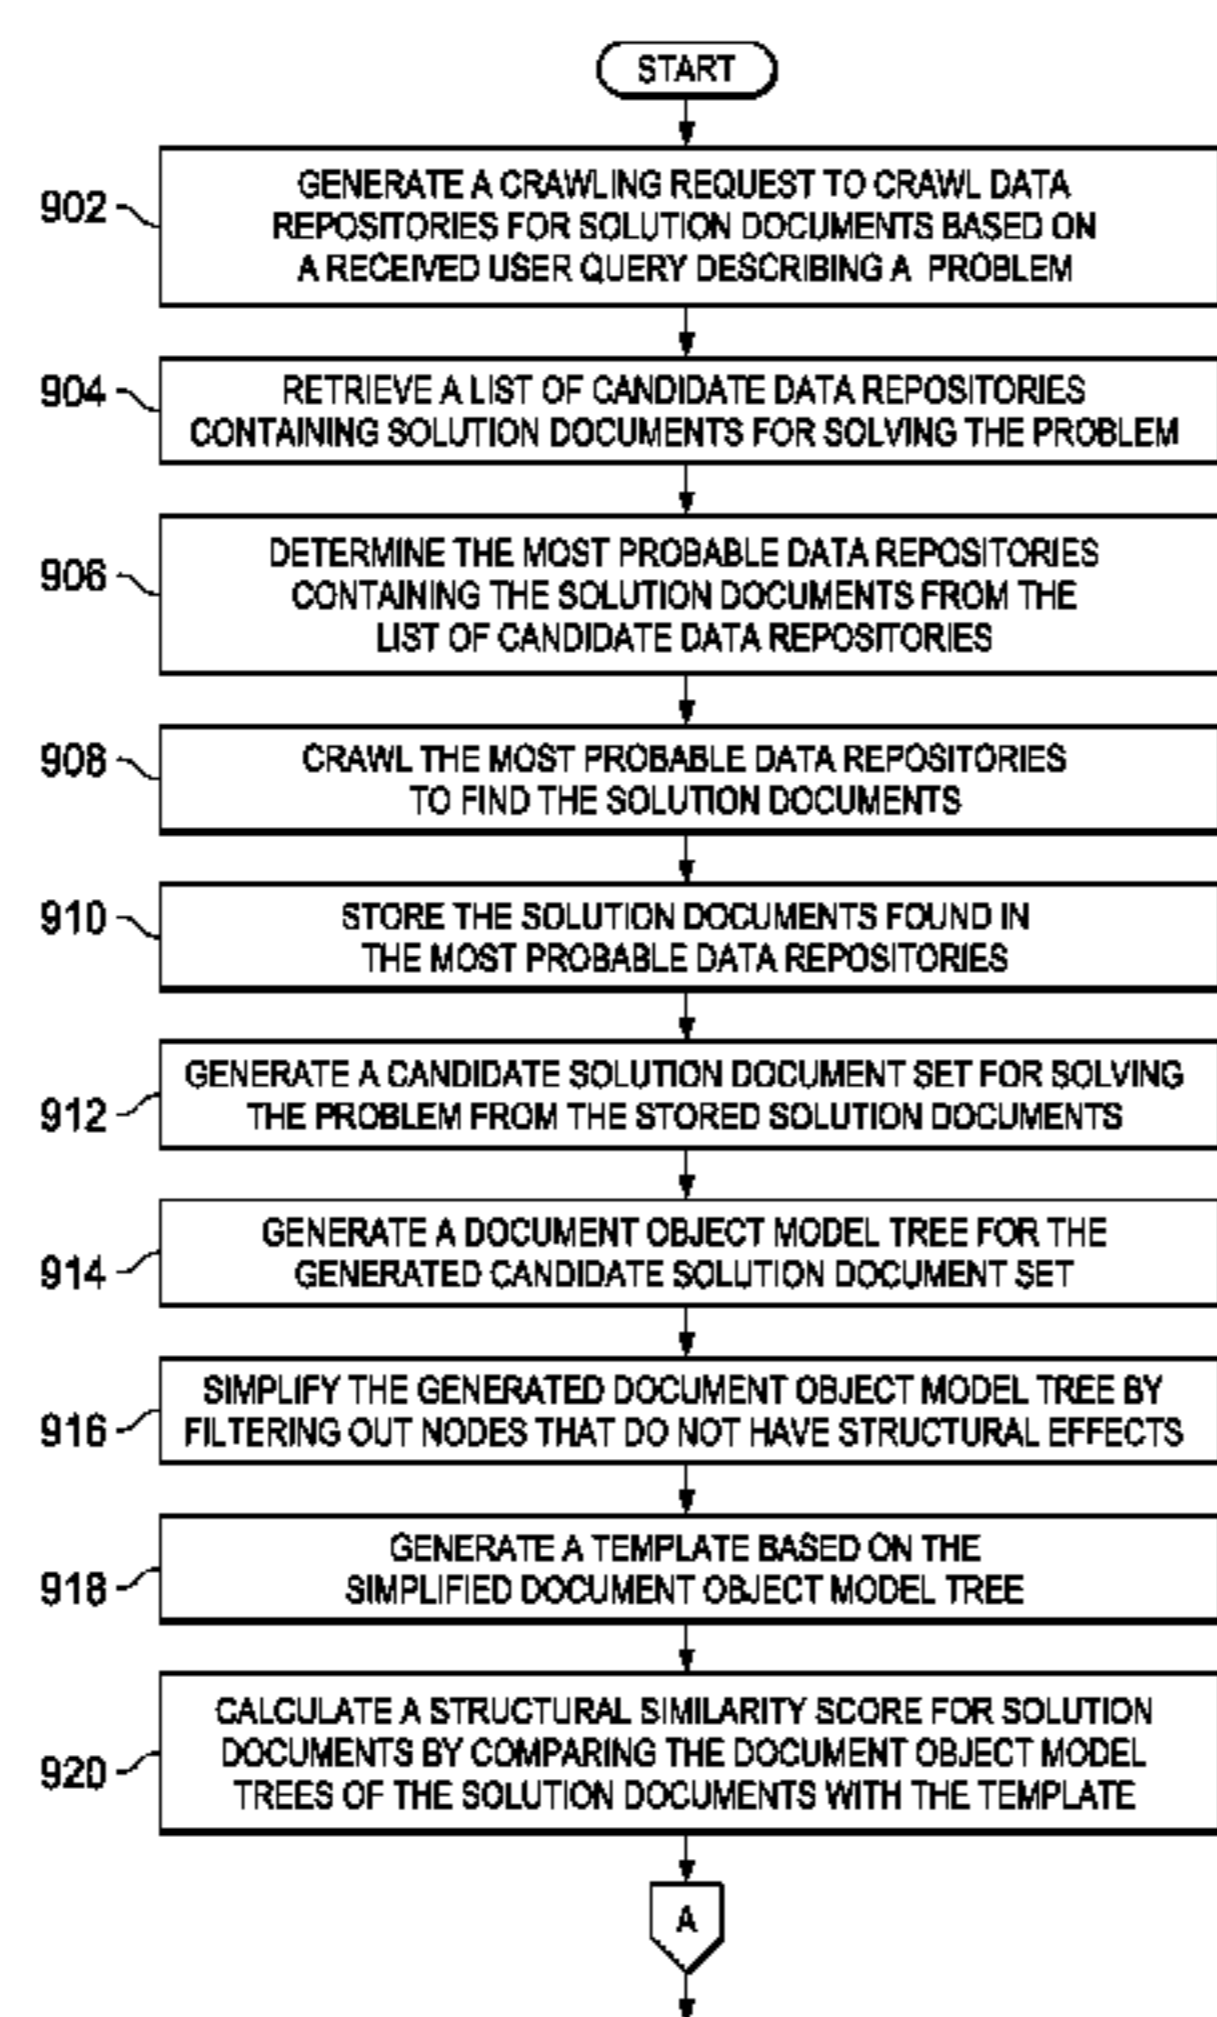 START
902
GENERATE A CRAWLING REQUEST TO CRAWL DATA
REPOSITORIES FOR SOLUTION DOCUMENTS BASED ON
A RECEIVED USER QUERY DESCRIBING A PROBLEM
904
RETRIEVE A LIST OF CANDIDATE DATA REPOSITORIES
CONTAINING SOLUTION DOCUMENTS FOR SOLVING THE PROBLEM
906
DETERMINE THE MOST PROBABLE DATA REPOSITORIES
CONTAINING THE SOLUTION DOCUMENTS FROM THE
LIST OF CANDIDATE DATA REPOSITORIES
908
CRAWL THE MOST PROBABLE DATA REPOSITORIES
TO FIND THE SOLUTION DOCUMENTS
910
STORE THE SOLUTION DOCUMENTS FOUND IN
THE MOST PROBABLE DATA REPOSITORIES
912
GENERATE A CANDIDATE SOLUTION DOCUMENT SET FOR SOLVING
THE PROBLEM FROM THE STORED SOLUTION DOCUMENTS
914
GENERATE A DOCUMENT OBJECT MODEL TREE FOR THE
GENERATED CANDIDATE SOLUTION DOCUMENT SET
916
SIMPLIFY THE GENERATED DOCUMENT OBJECT MODEL TREE BY
FILTERING OUT NODES THAT DO NOT HAVE STRUCTURAL EFFECTS
918
GENERATE A TEMPLATE BASED ON THE
SIMPLIFIED DOCUMENT OBJECT MODEL TREE
920
CALCULATE A STRUCTURAL SIMILARITY SCORE FOR SOLUTION
DOCUMENTS BY COMPARING THE DOCUMENT OBJECT MODEL
TREES OF THE SOLUTION DOCUMENTS WITH THE TEMPLATE
A